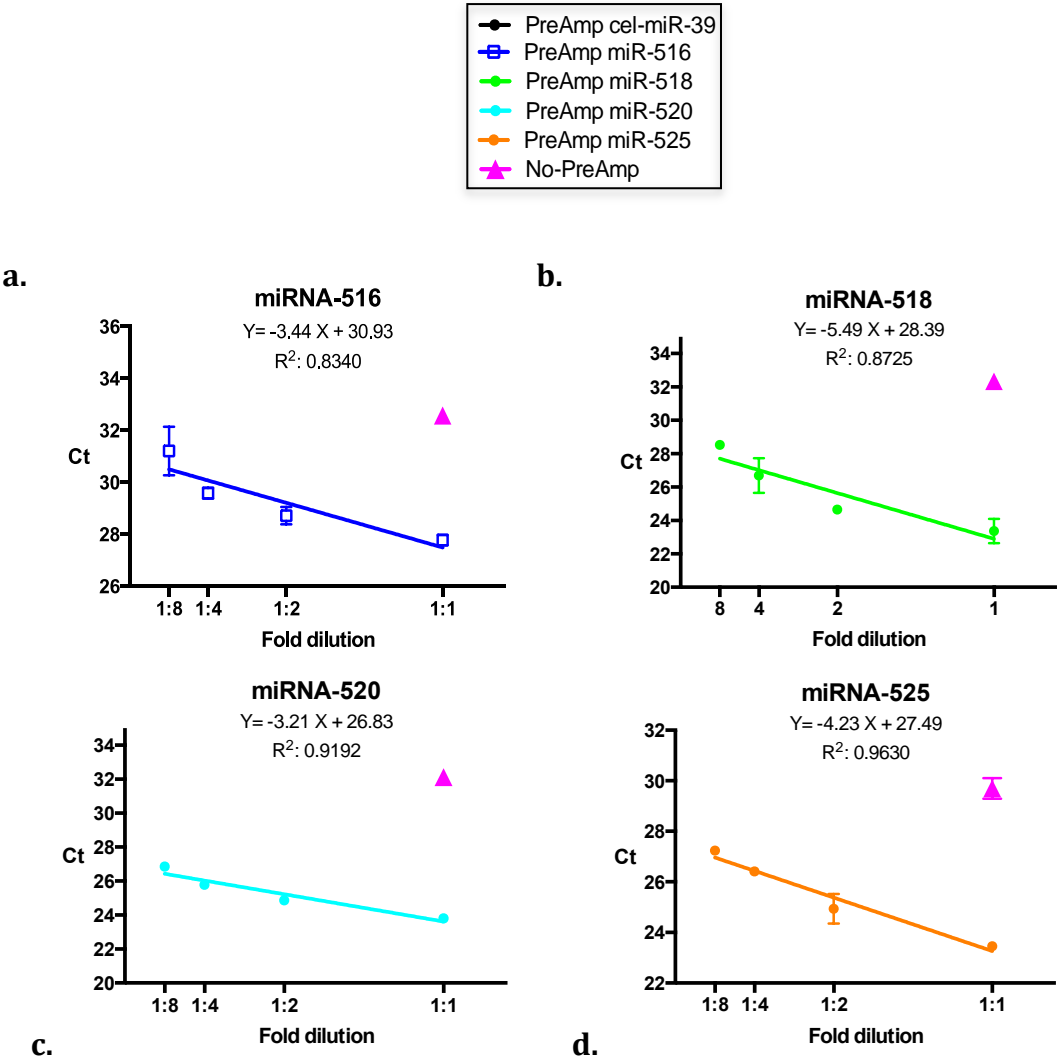 PreAmp cel-miR-39
PreAmp miR-516
PreAmp miR-518
PreAmp miR-520
PreAmp miR-525
No-PreAmp
a.
miRNA-516
Y= -3.44 X + 30.93
R²: 0.8340
36
34
32
30
28
26
Ct
1:8 1:4 1:2 1:1
Fold dilution
b.
miRNA-518
Y= -5.49 X + 28.39
R²: 0.8725
34
32
30
28
26
24
22
20
Ct
8 4 2 1
Fold dilution
miRNA-520
Y= -3.21 X + 26.83
R²: 0.9192
34
32
30
28
26
24
22
20
Ct
1:8 1:4 1:2 1:1
Fold dilution
c.
miRNA-525
Y= -4.23 X + 27.49
R²: 0.9630
32
30
28
26
24
22
Ct
1:8 1:4 1:2 1:1
Fold dilution
d.